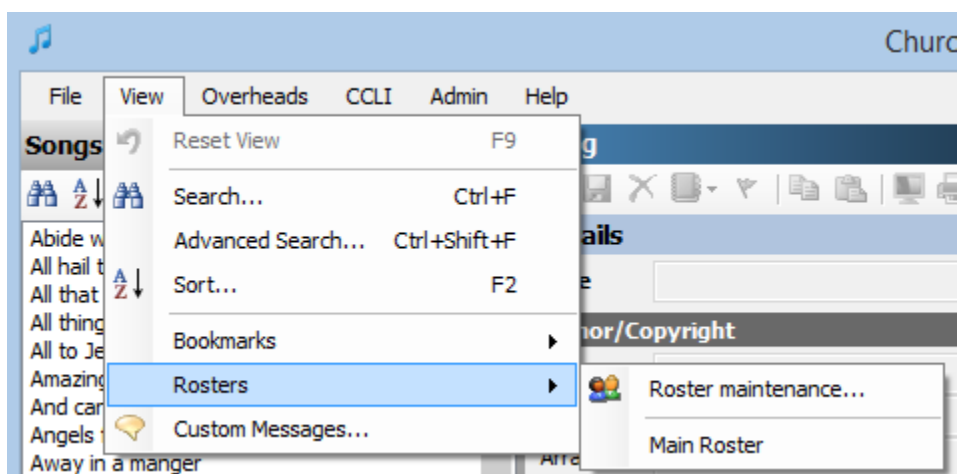 Churc
File View Overheads CCLI Admin Help
Songs
Reset View F9
Search... Ctrl+F
Advanced Search... Ctrl+Shift+F
Sort... F2
Bookmarks
Rosters
Custom Messages...
Roster maintenance...
Main Roster
g
ails
e
hor/Copyright
Arra
Abide w
All hail t
All that
All thing
All to Je
Amazing
And car
Angels
Away in a manger